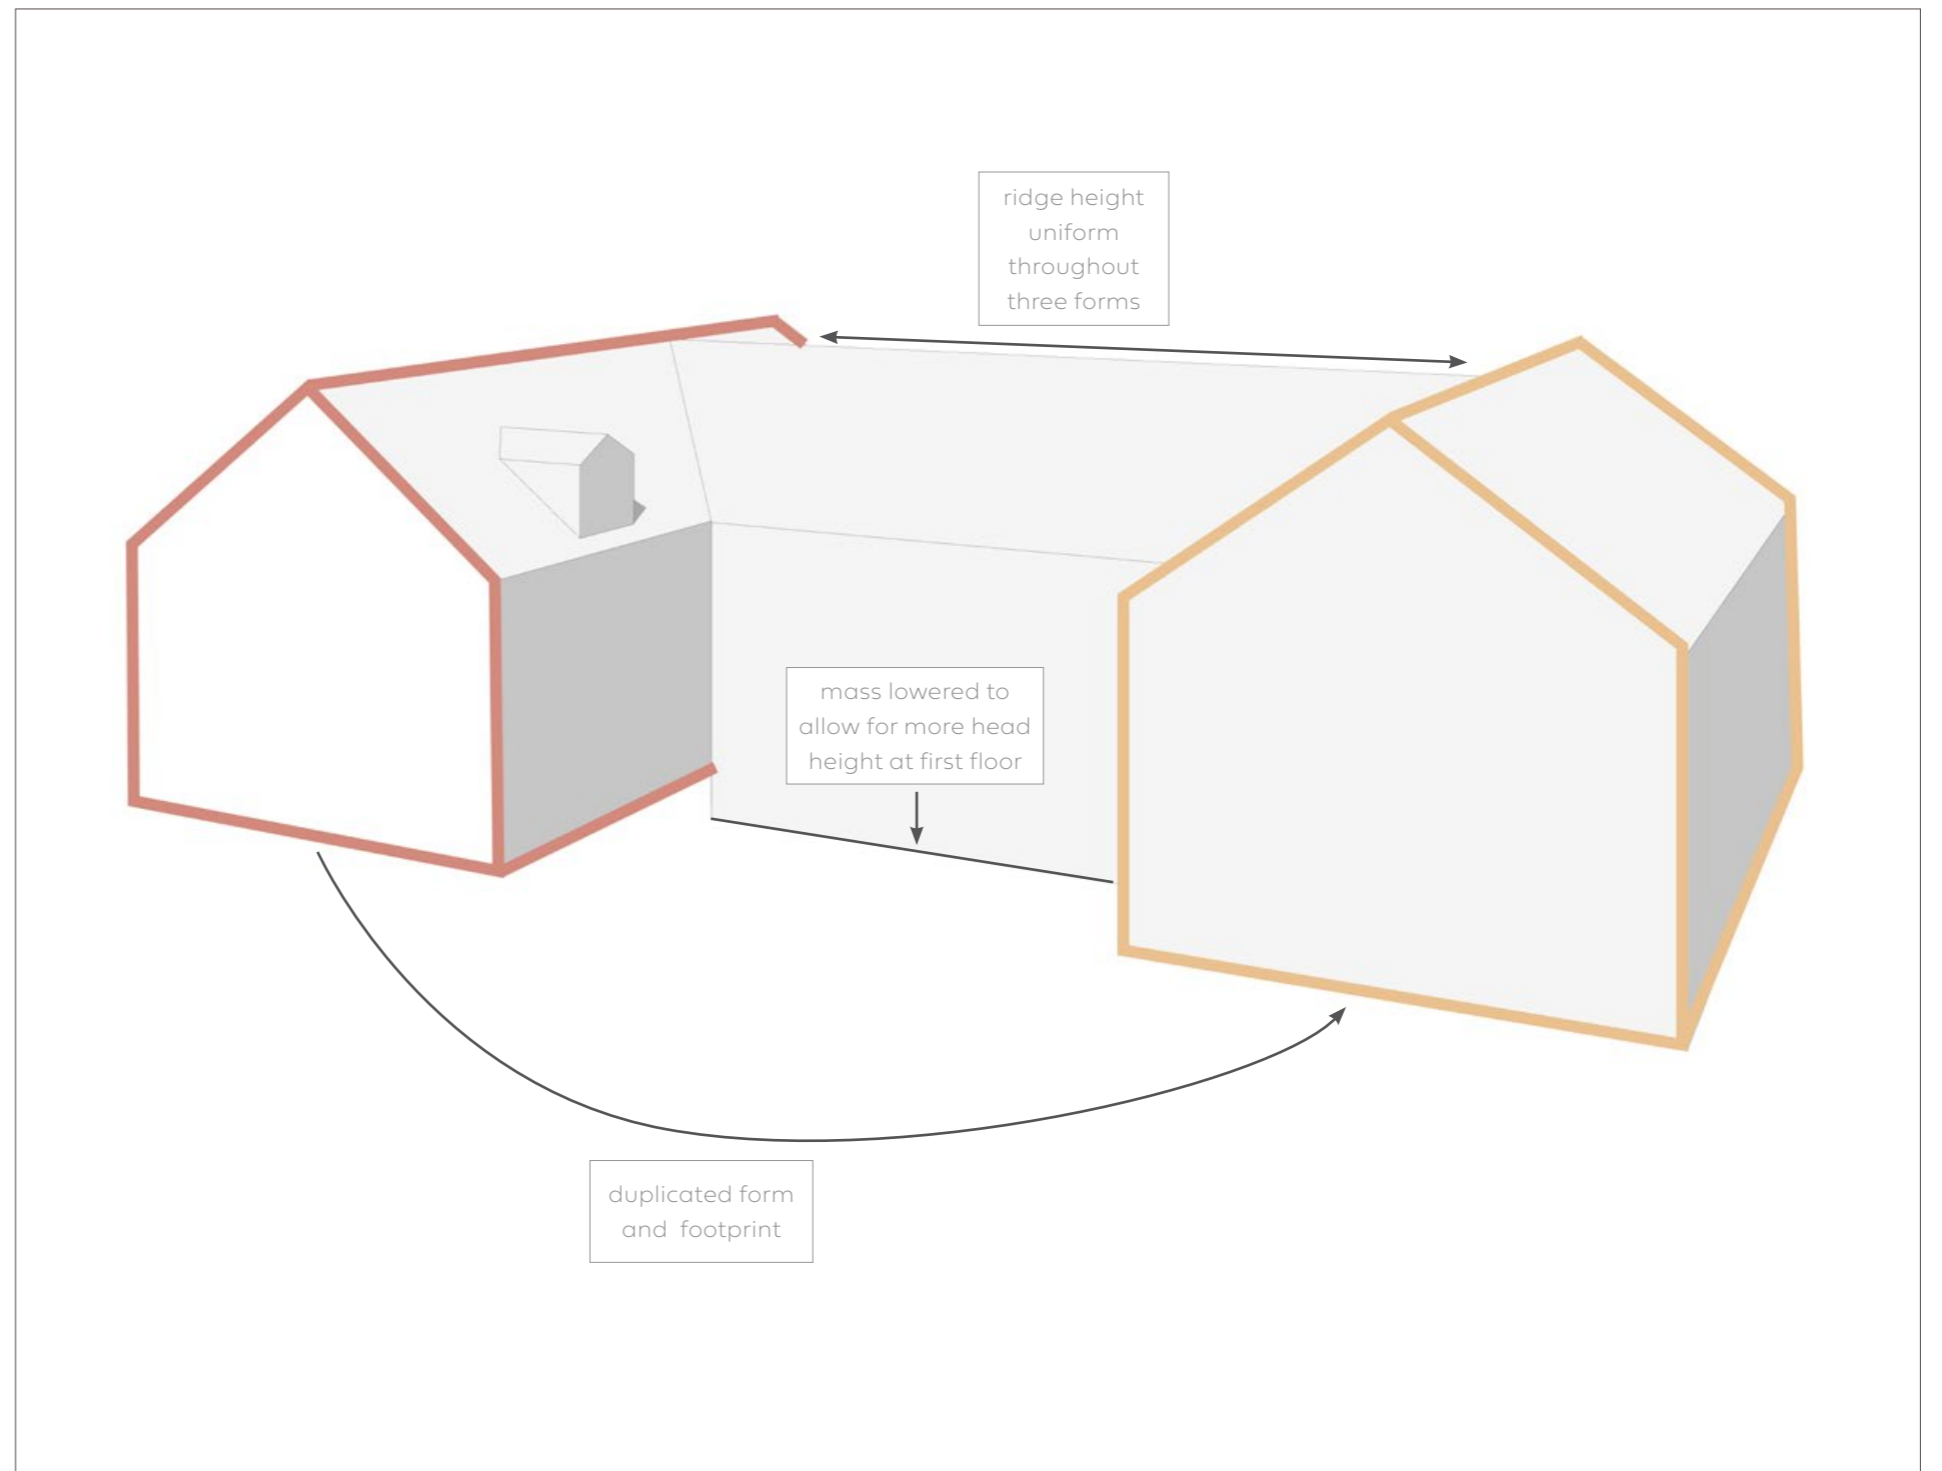 ridge height
uniform
throughout
three forms
mass lowered to
allow for more head
height at first floor
duplicated form
and footprint